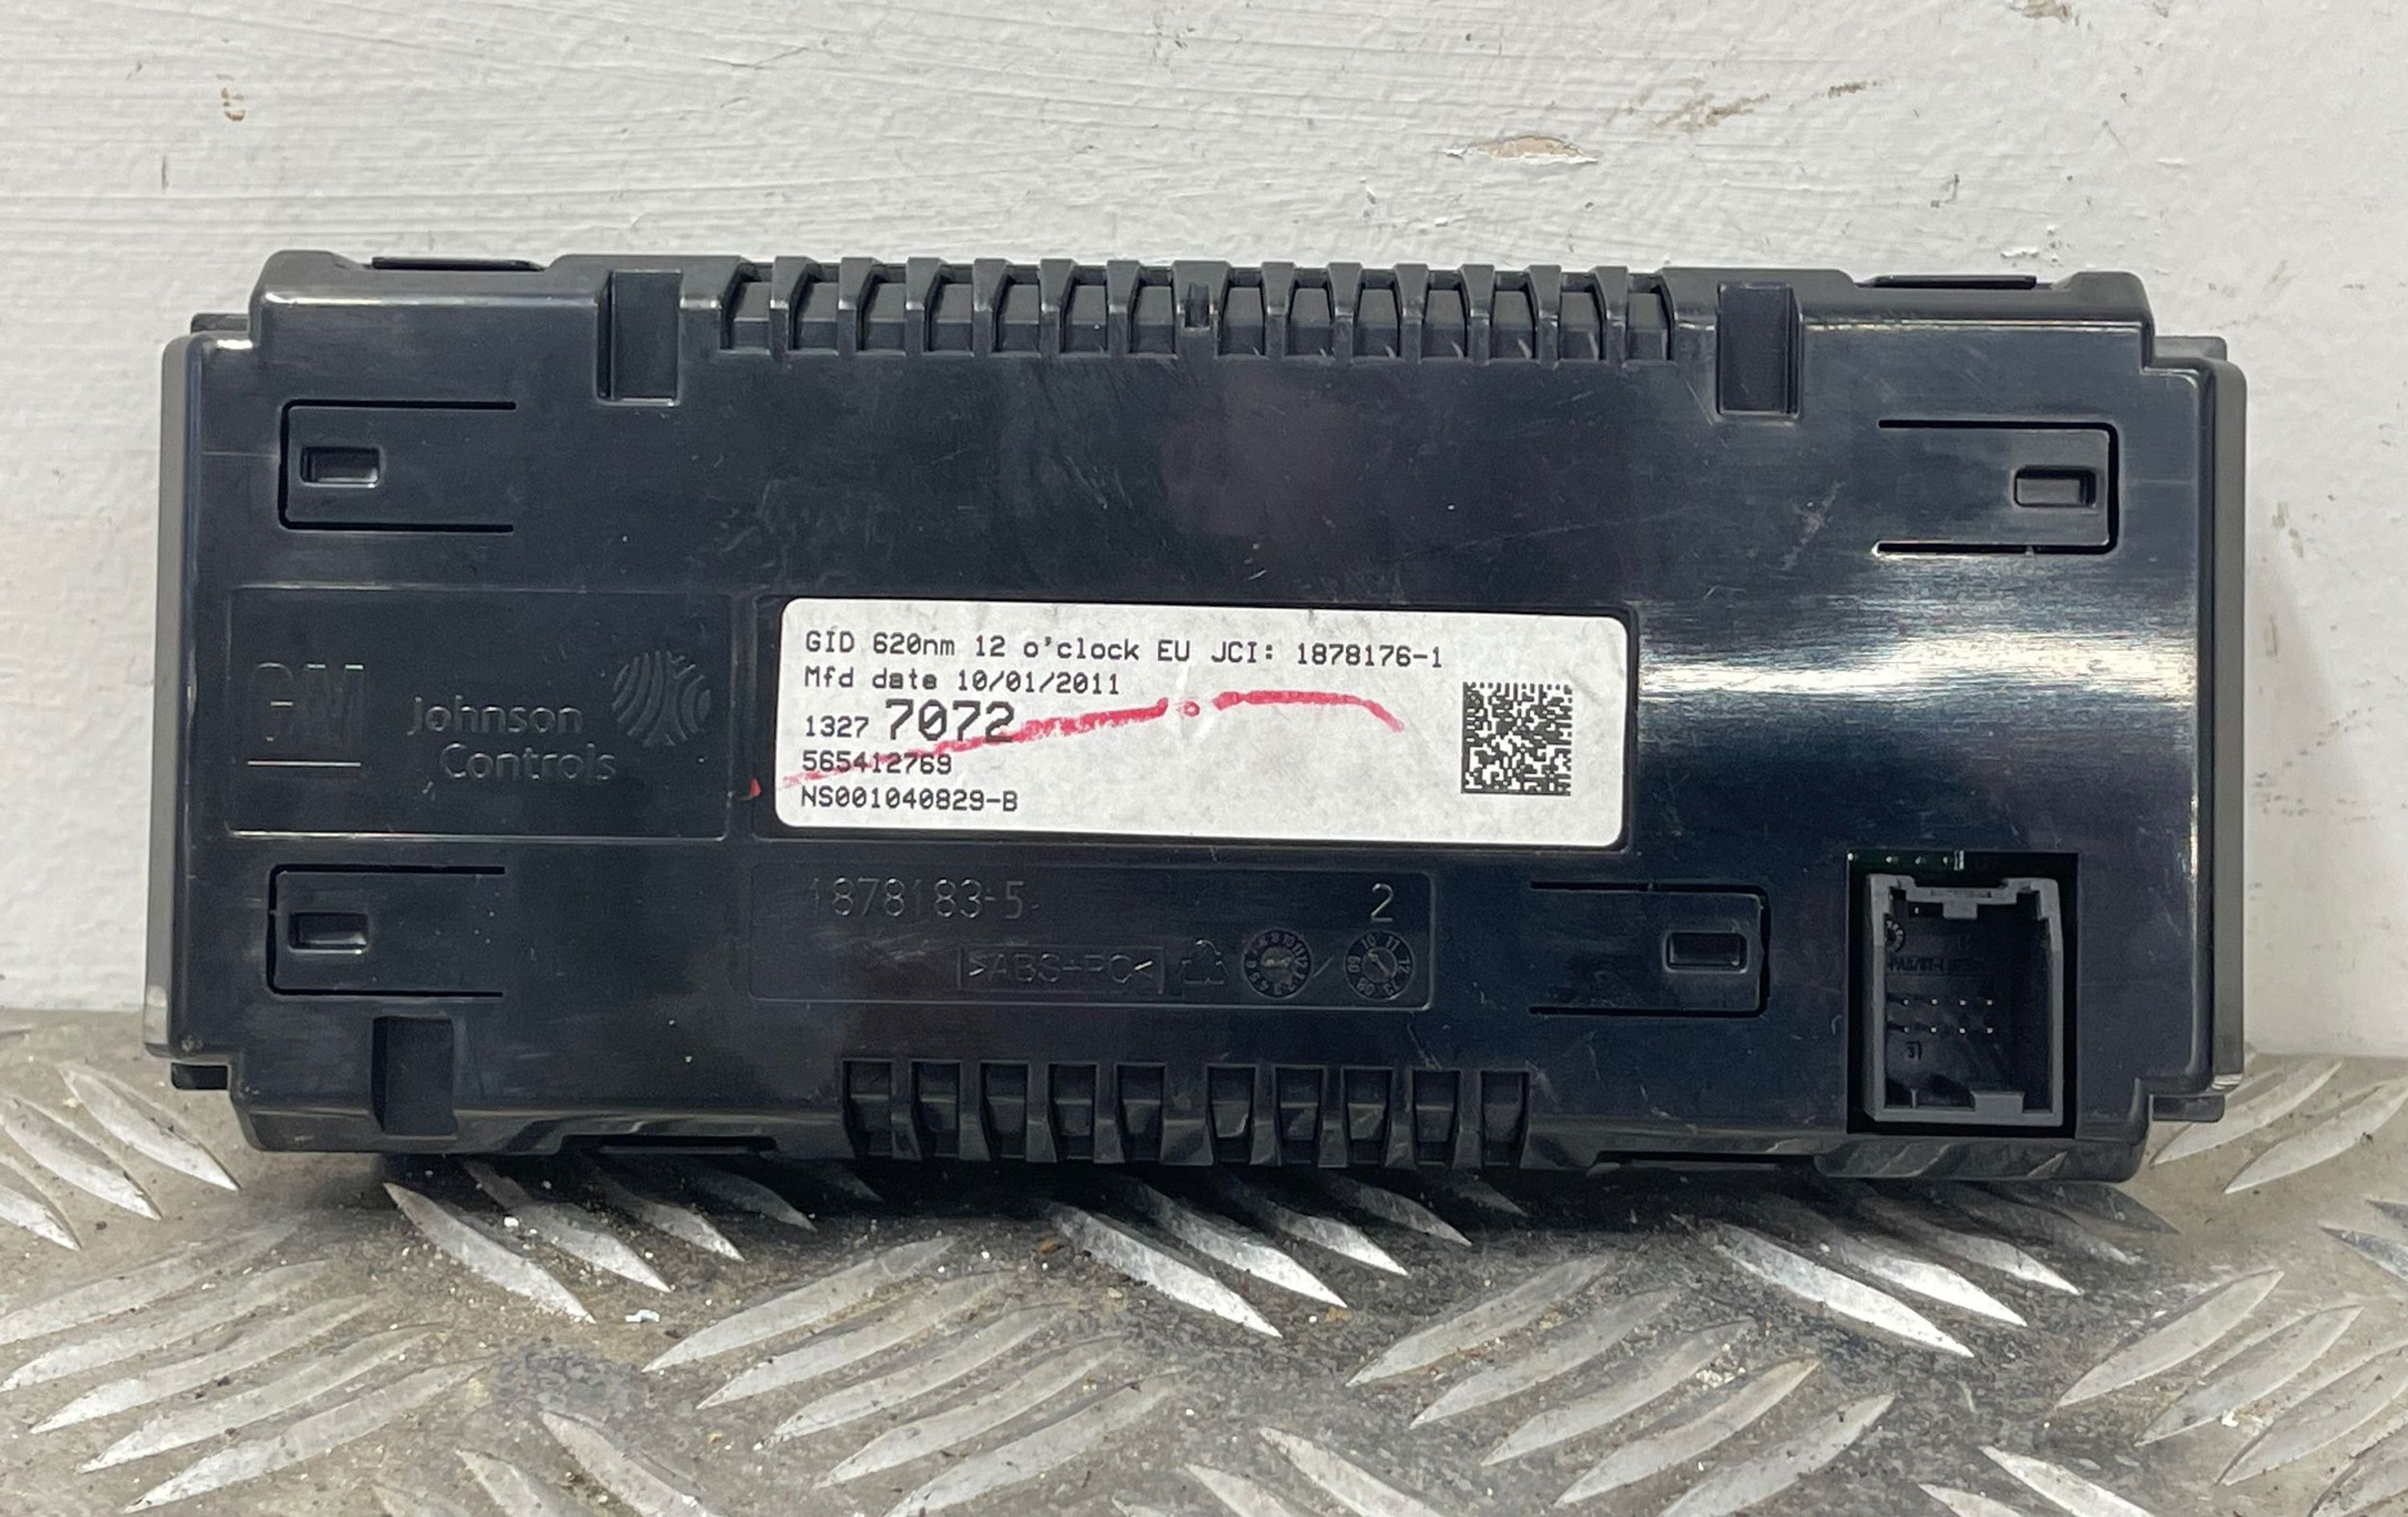 GM
Johnson
Controls
GID 620nm 12 o'clock EU JCI: 1878176-1
Mfd date 10/01/2011
1327 7072
565412769
NS001040829-B
1878183-5
2
>ABS+PC<